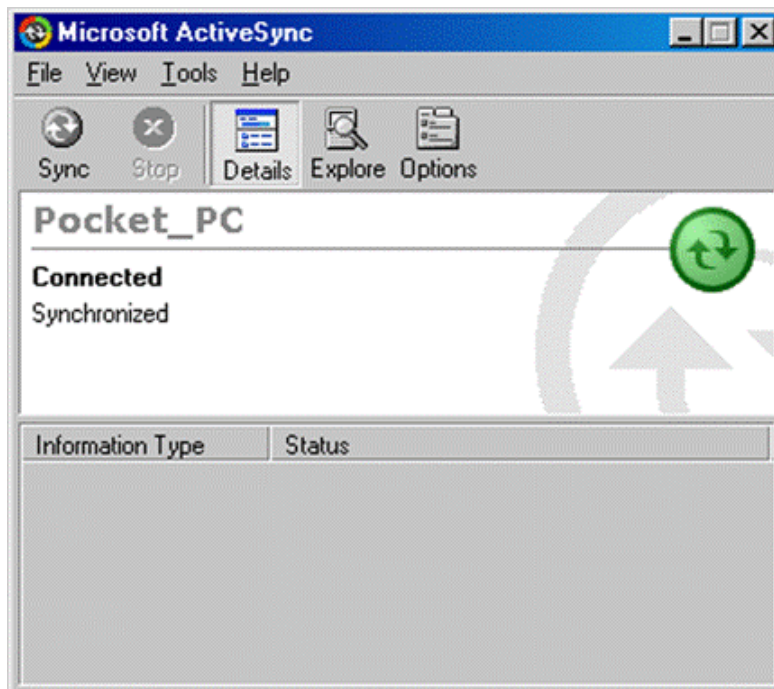 Microsoft ActiveSync
File View Tools Help
Sync Stop Details Explore Options
Pocket_PC
Connected
Synchronized
Information Type Status